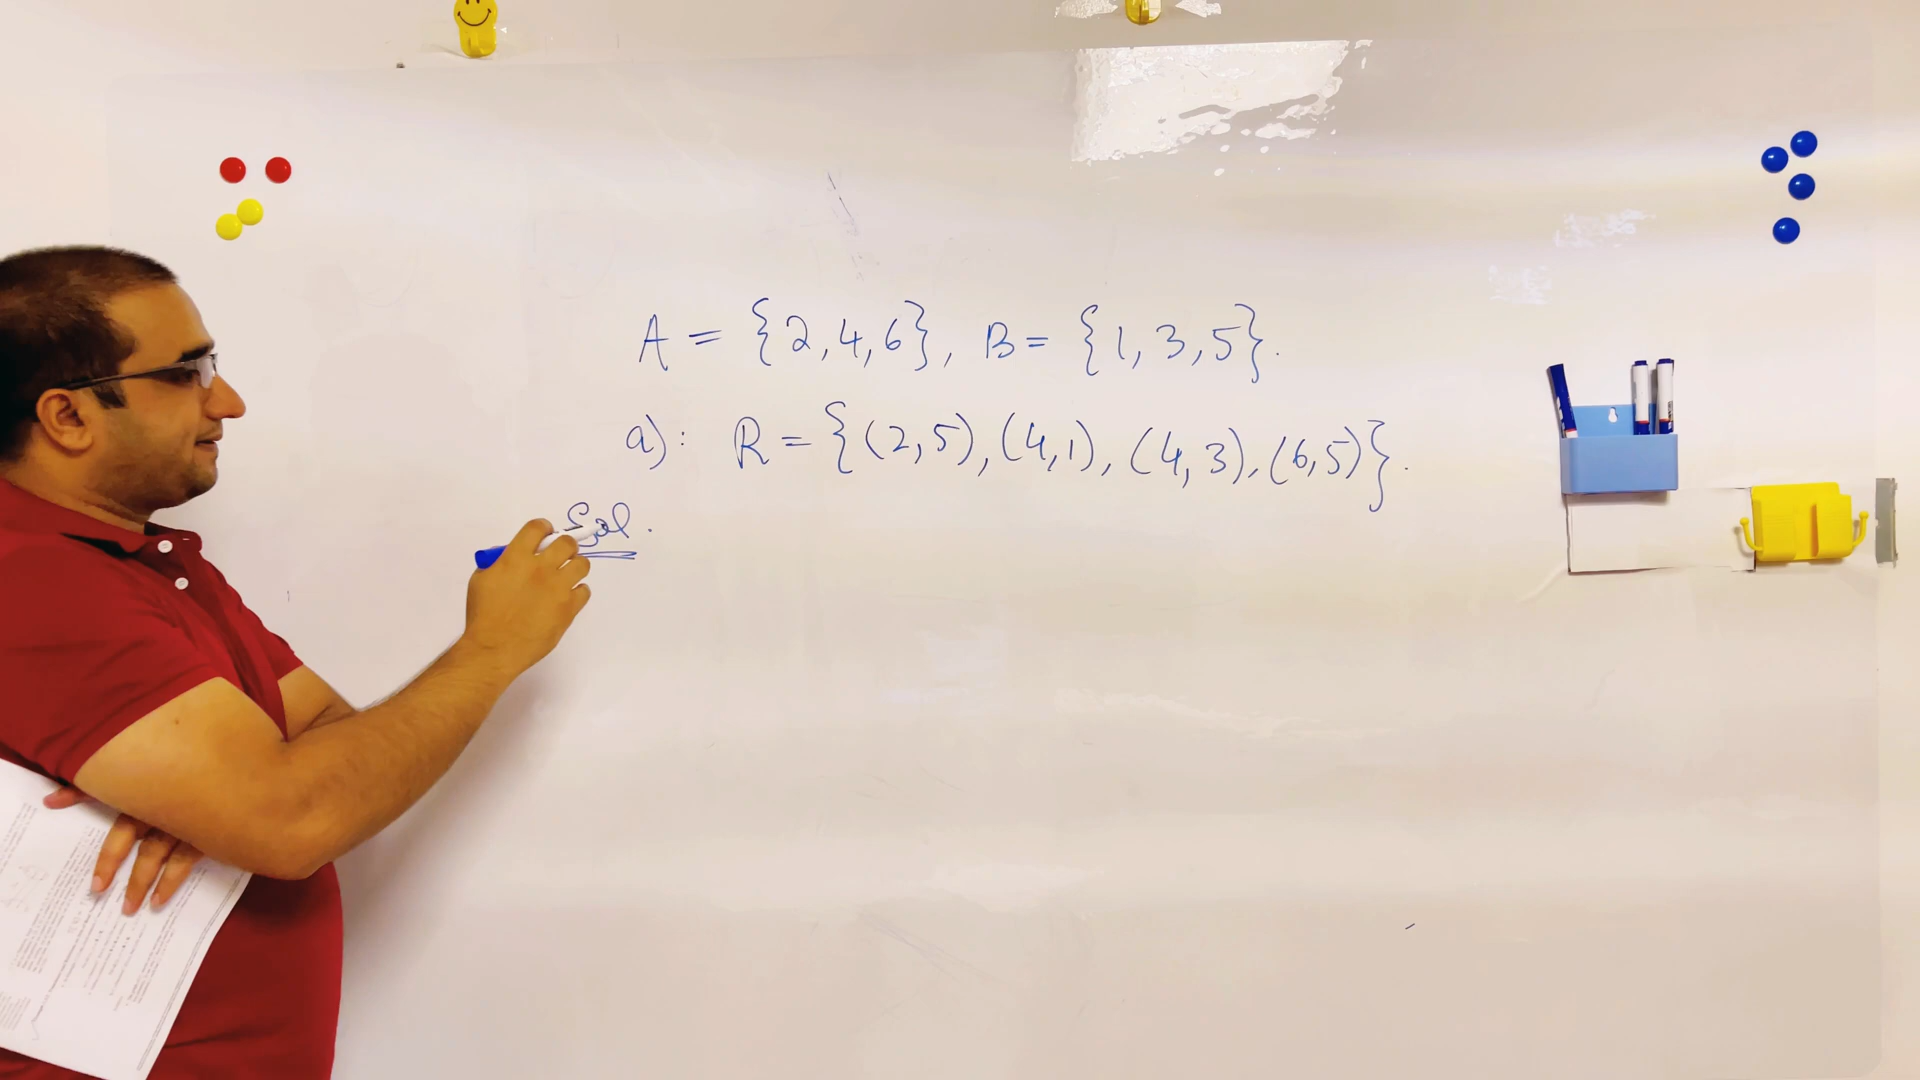 A = {2,4,6}, B = {1, 3, 5}.
a): R = {(2,5), (4,1), (4, 3), (6,5)}.
Sol.